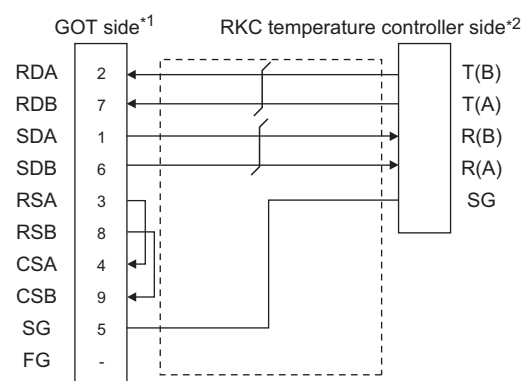 GOT side*1 RKC temperature controller side*2
RDA 2 T(B)
RDB 7 T(A)
SDA 1 R(B)
SDB 6 R(A)
RSA 3 SG
RSB 8
CSA 4
CSB 9
SG 5
FG -